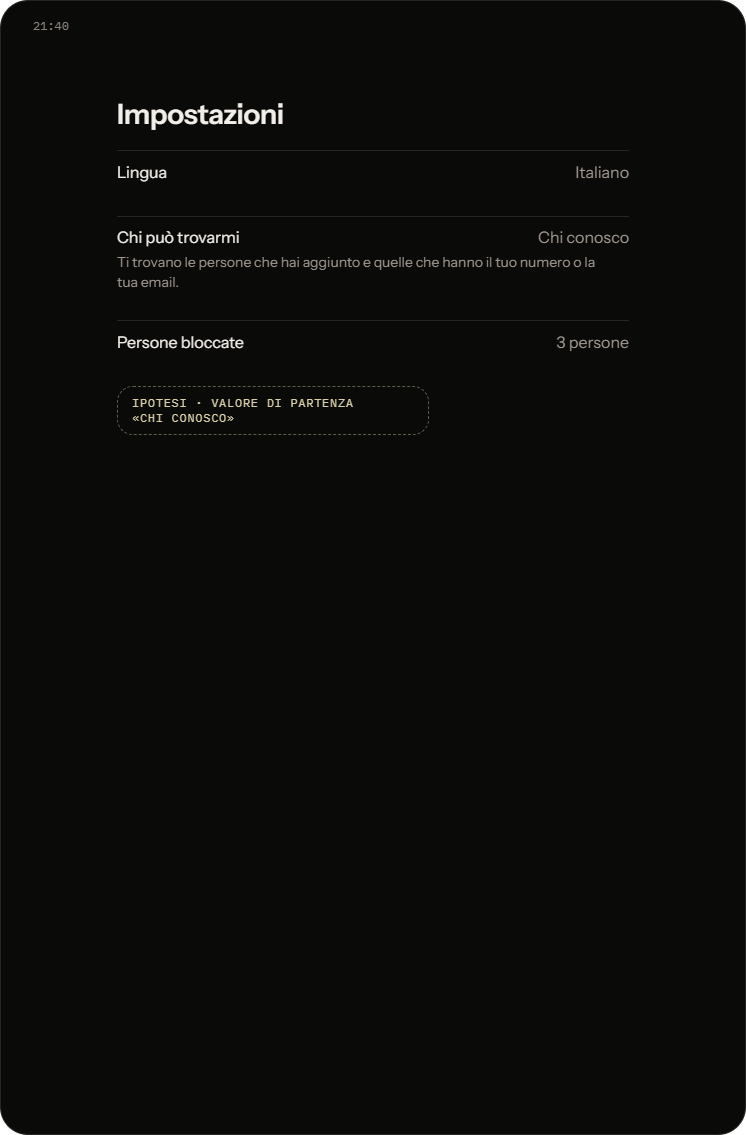 21:40
Impostazioni
Lingua Italiano
Chi può trovarmi Chi conosco
Ti trovano le persone che hai aggiunto e quelle che hanno il tuo numero o la
tua email.
Persone bloccate 3 persone
IPOTESI · VALORE DI PARTENZA
«CHI CONOSCO»